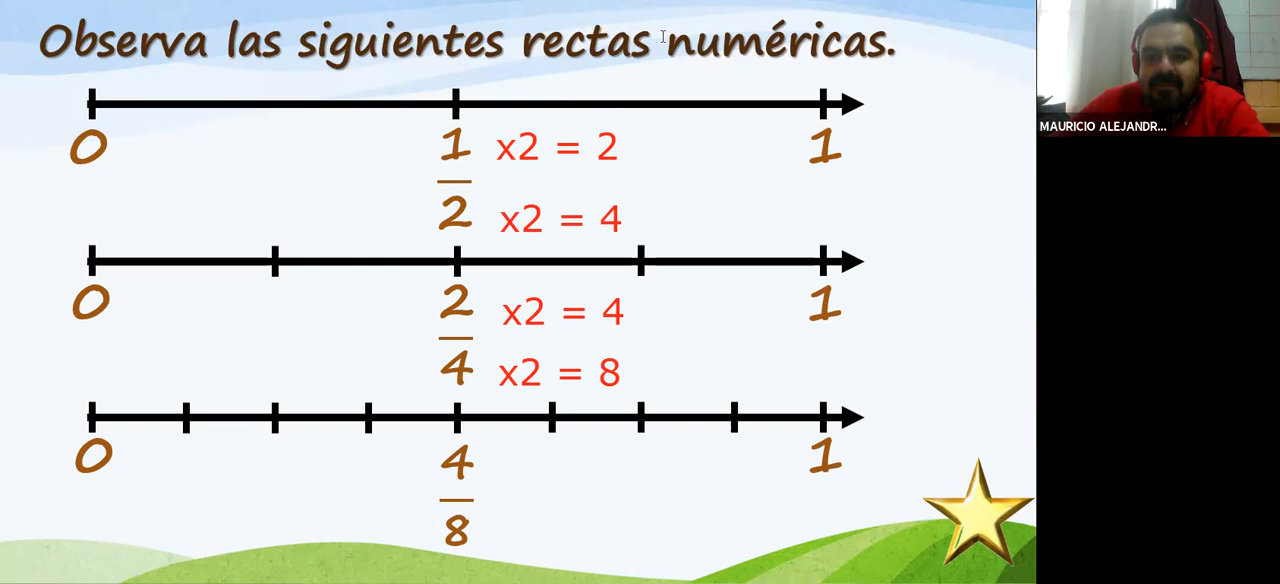 Observa las siguientes rectas numéricas.
0 1/2 x2 = 2 1
x2 = 4
0 2/4 x2 = 4 1
x2 = 8
0 4/8 1
MAURICIO ALEJANDR...